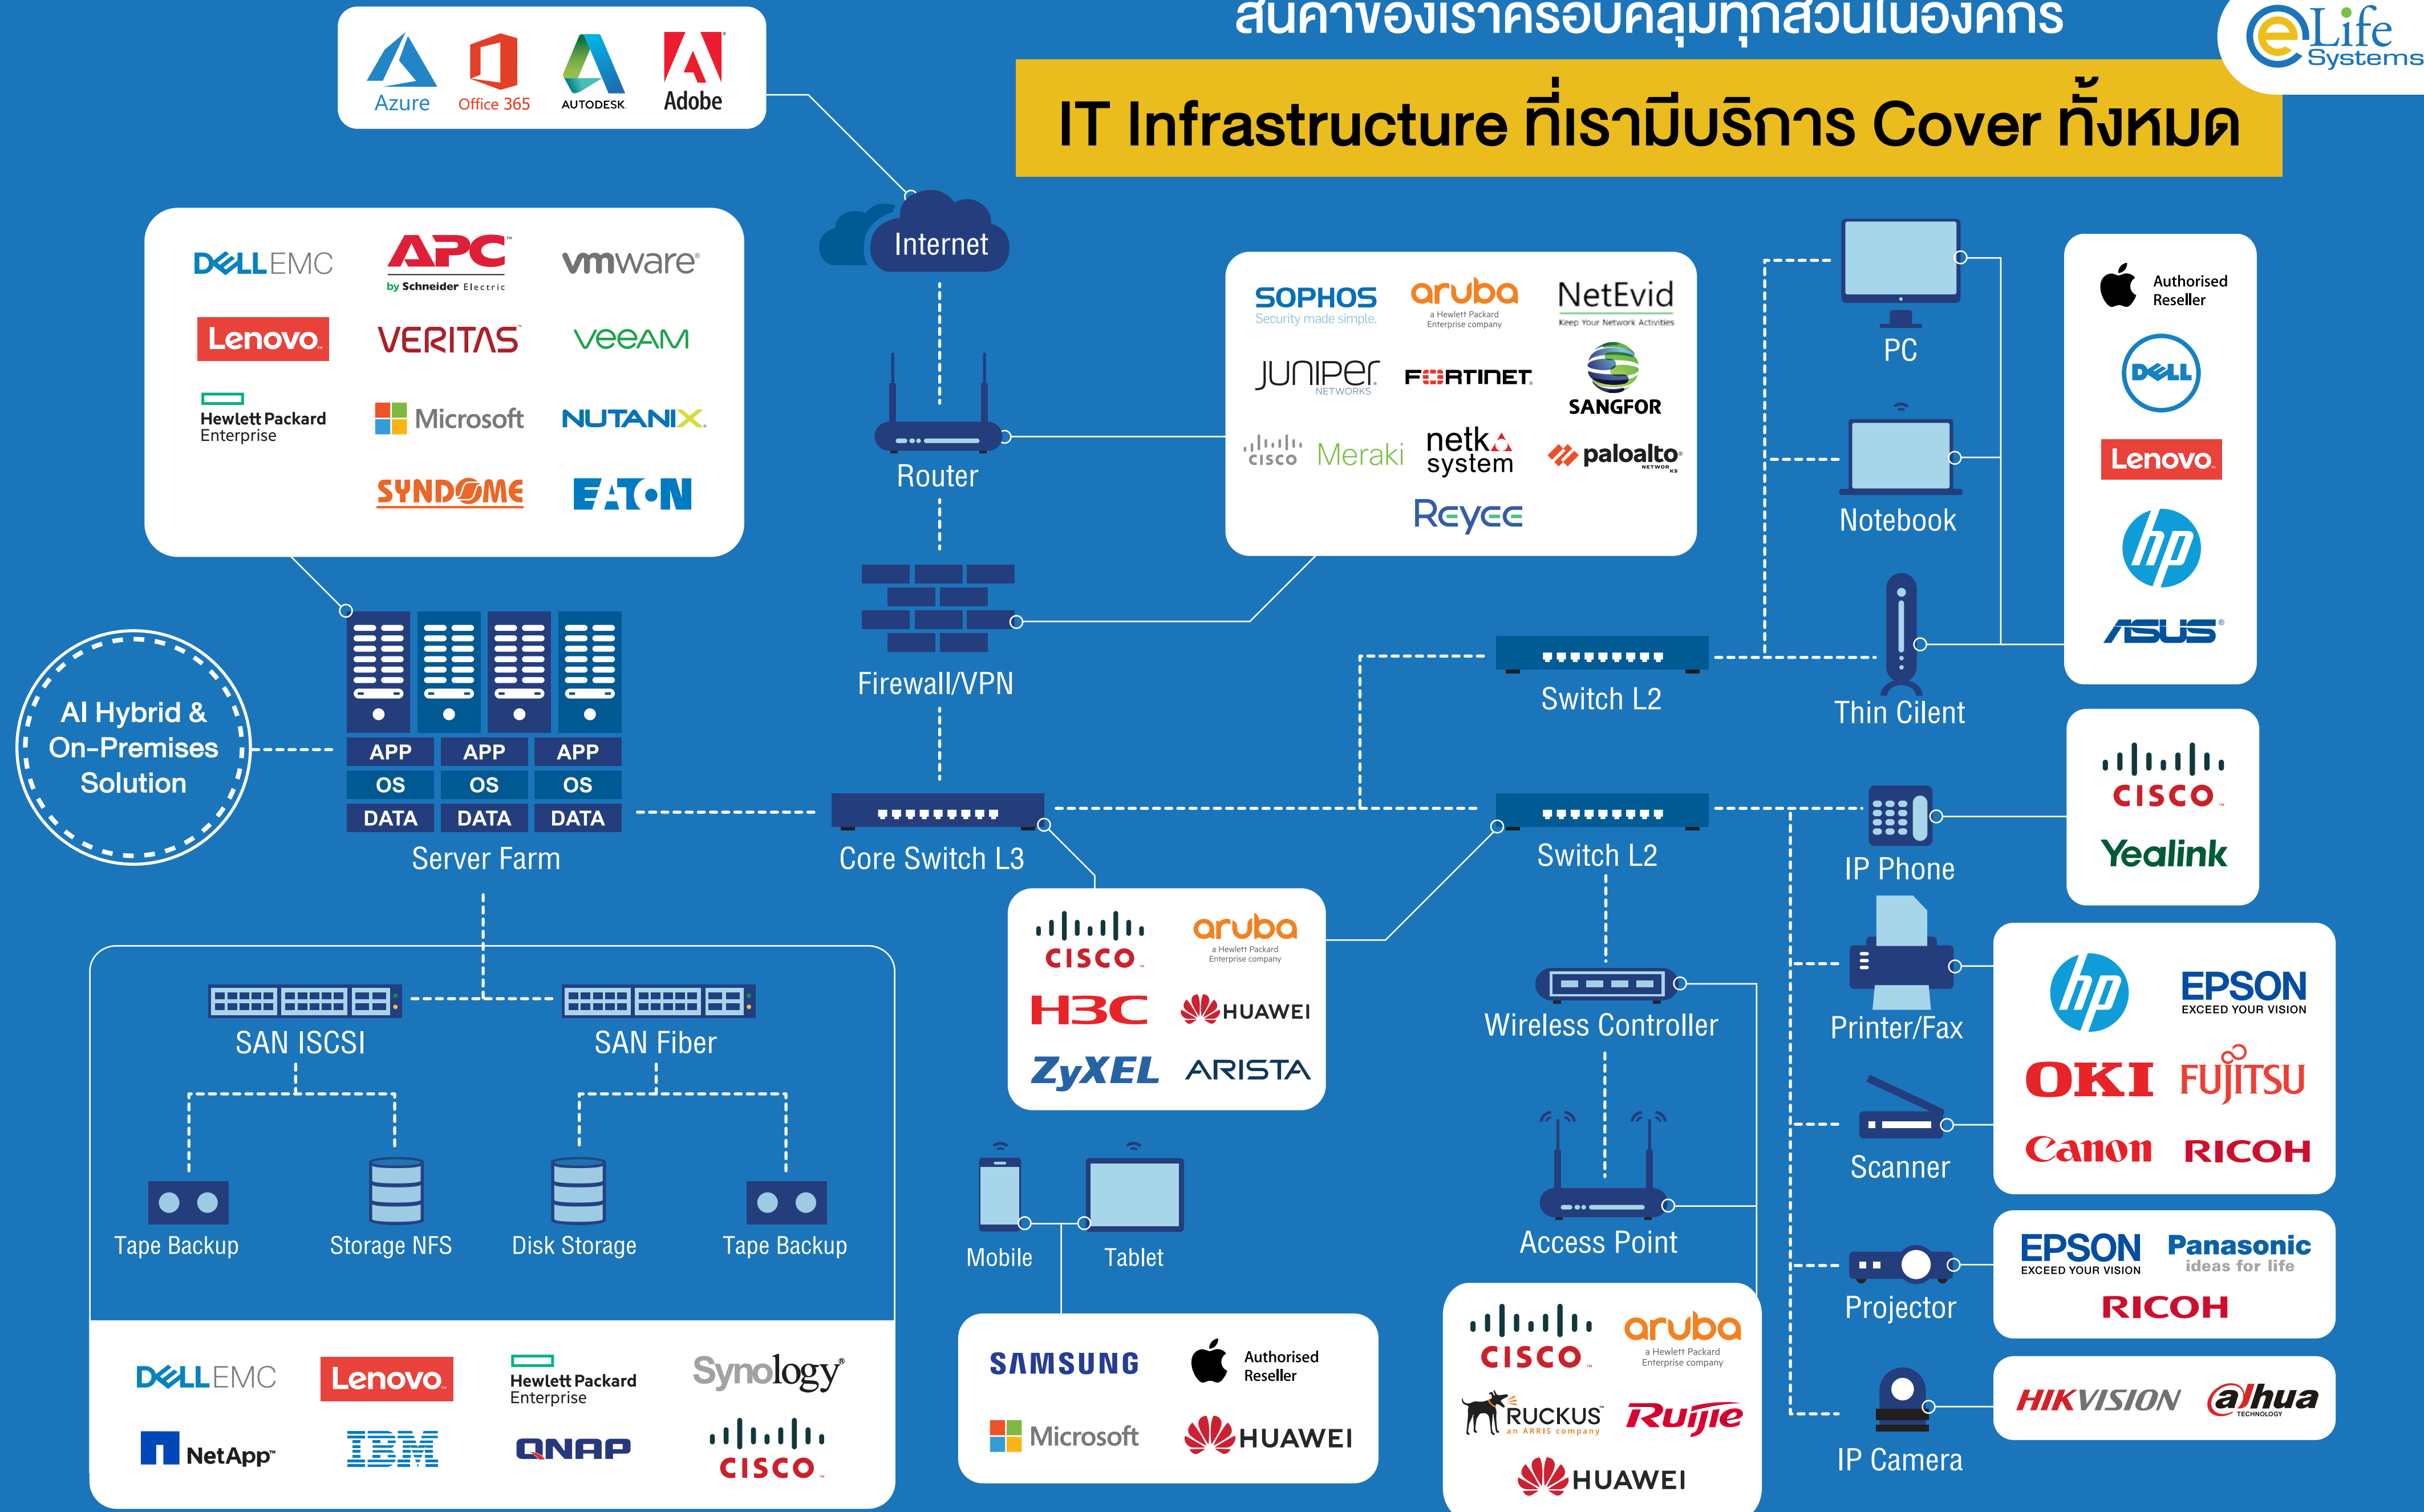 สินค้าของเราครอบคลุมทุกส่วนในองค์กร
eLife
Systems
IT Infrastructure ที่เรามีบริการ Cover ทั้งหมด
Azure
Office 365
AUTODESK
Adobe
Internet
DELLEMC
APC
by Schneider Electric
vmware
Lenovo
VERITAS
veeAM
Hewlett Packard
Enterprise
Microsoft
NUTANIX
SYNDOME
EATON
Router
Firewall/VPN
SOPHOS
Security made simple.
aruba
a Hewlett Packard
Enterprise company
NetEvid
Keep Your Network Activities
JUNIPER
NETWORKS
FORTINET
SANGFOR
CISCO Meraki
netka
system
paloalto
NETWORKS
Reyee
PC
Notebook
Thin Cilent
Authorised
Reseller
DELL
Lenovo
hp
ASUS
AI Hybrid &
On-Premises
Solution
APP APP APP
OS OS OS
DATA DATA DATA
Server Farm
Core Switch L3
Switch L2
Switch L2
IP Phone
CISCO
Yealink
CISCO
aruba
a Hewlett Packard
Enterprise company
H3C
HUAWEI
ZyXEL
ARISTA
Wireless Controller
Access Point
Printer/Fax
Scanner
hp
EPSON
EXCEED YOUR VISION
OKI
FUJITSU
Canon
RICOH
Projector
EPSON
EXCEED YOUR VISION
Panasonic
ideas for life
RICOH
IP Camera
HIKVISION
alhua
TECHNOLOGY
SAN ISCSI
SAN Fiber
Tape Backup
Storage NFS
Disk Storage
Tape Backup
DELLEMC
Lenovo
Hewlett Packard
Enterprise
Synology
NetApp
IBM
QNAP
CISCO
Mobile
Tablet
SAMSUNG
Authorised
Reseller
Microsoft
HUAWEI
CISCO
aruba
a Hewlett Packard
Enterprise company
RUCKUS
an ARRIS company
Ruijie
HUAWEI